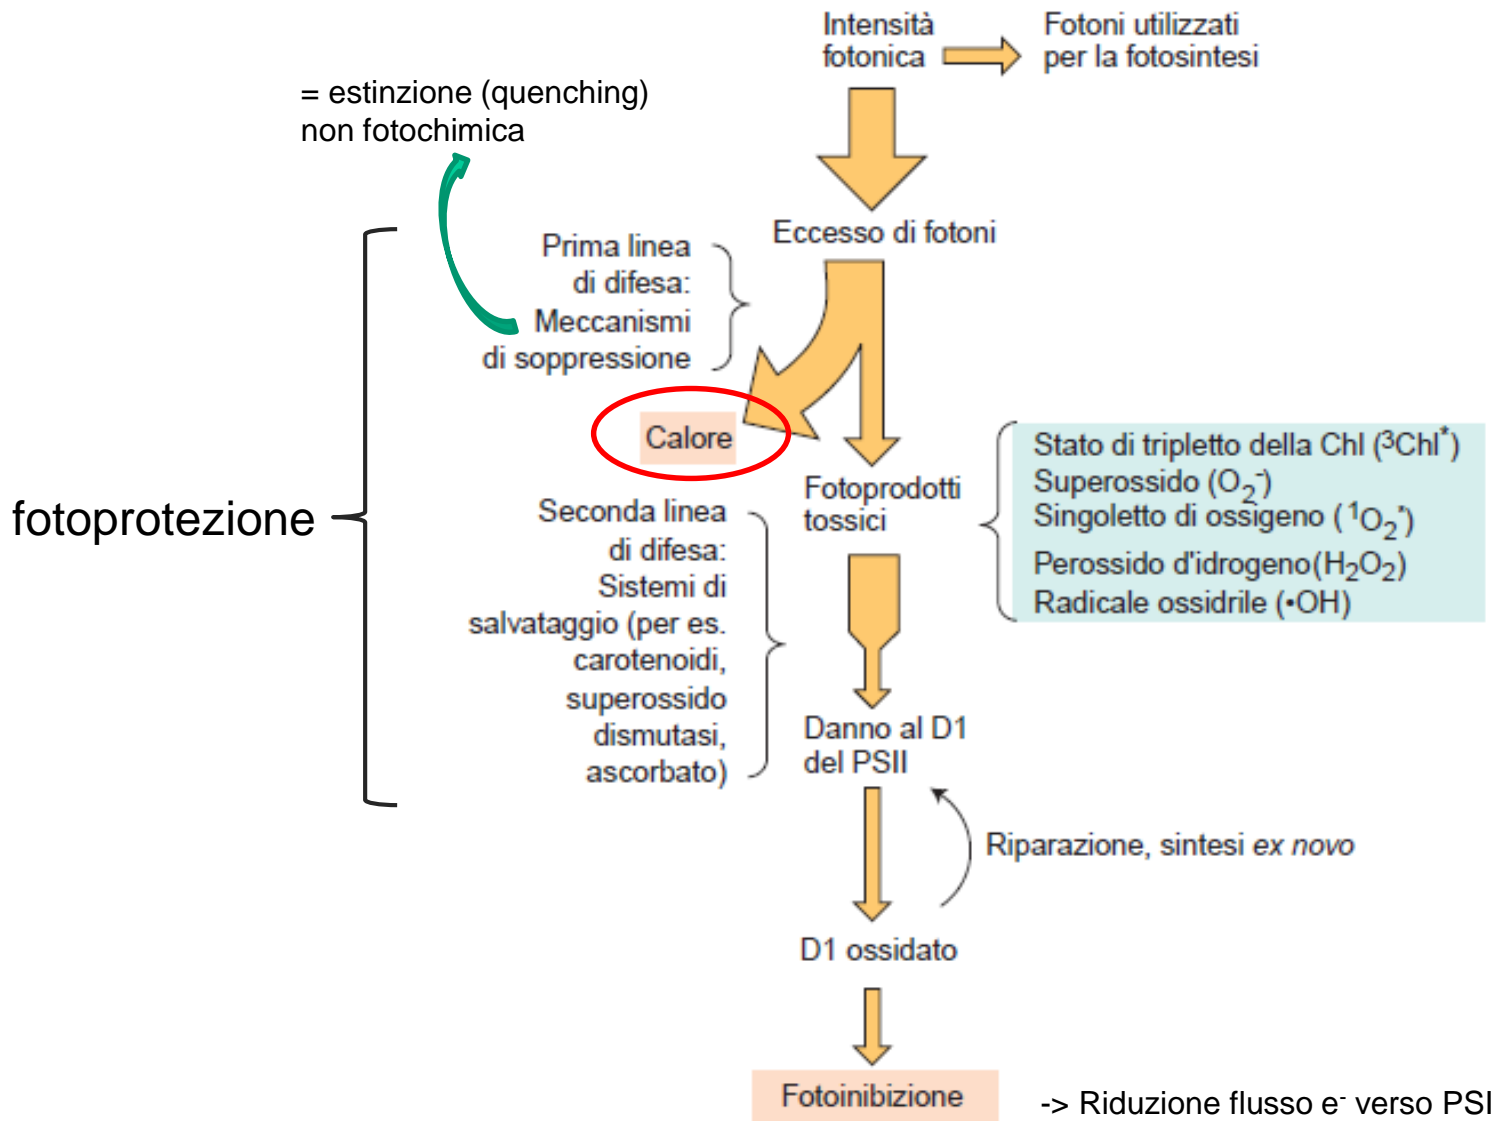 Intensità
fotonica
Fotoni utilizzati
per la fotosintesi
= estinzione (quenching)
non fotochimica
Eccesso di fotoni
Prima linea
di difesa:
Meccanismi
di soppressione
Calore
fotoprotezione
Fotoprodotti
tossici
Stato di tripletto della Chl (³Chl*)
Superossido (O₂⁻)
Singoletto di ossigeno (¹O₂*)
Perossido d'idrogeno(H₂O₂)
Radicale ossidrile (•OH)
Seconda linea
di difesa:
Sistemi di
salvataggio (per es.
carotenoidi,
superossido
dismutasi,
ascorbato)
Danno al D1
del PSII
Riparazione, sintesi ex novo
D1 ossidato
Fotoinibizione
-> Riduzione flusso e⁻ verso PSI